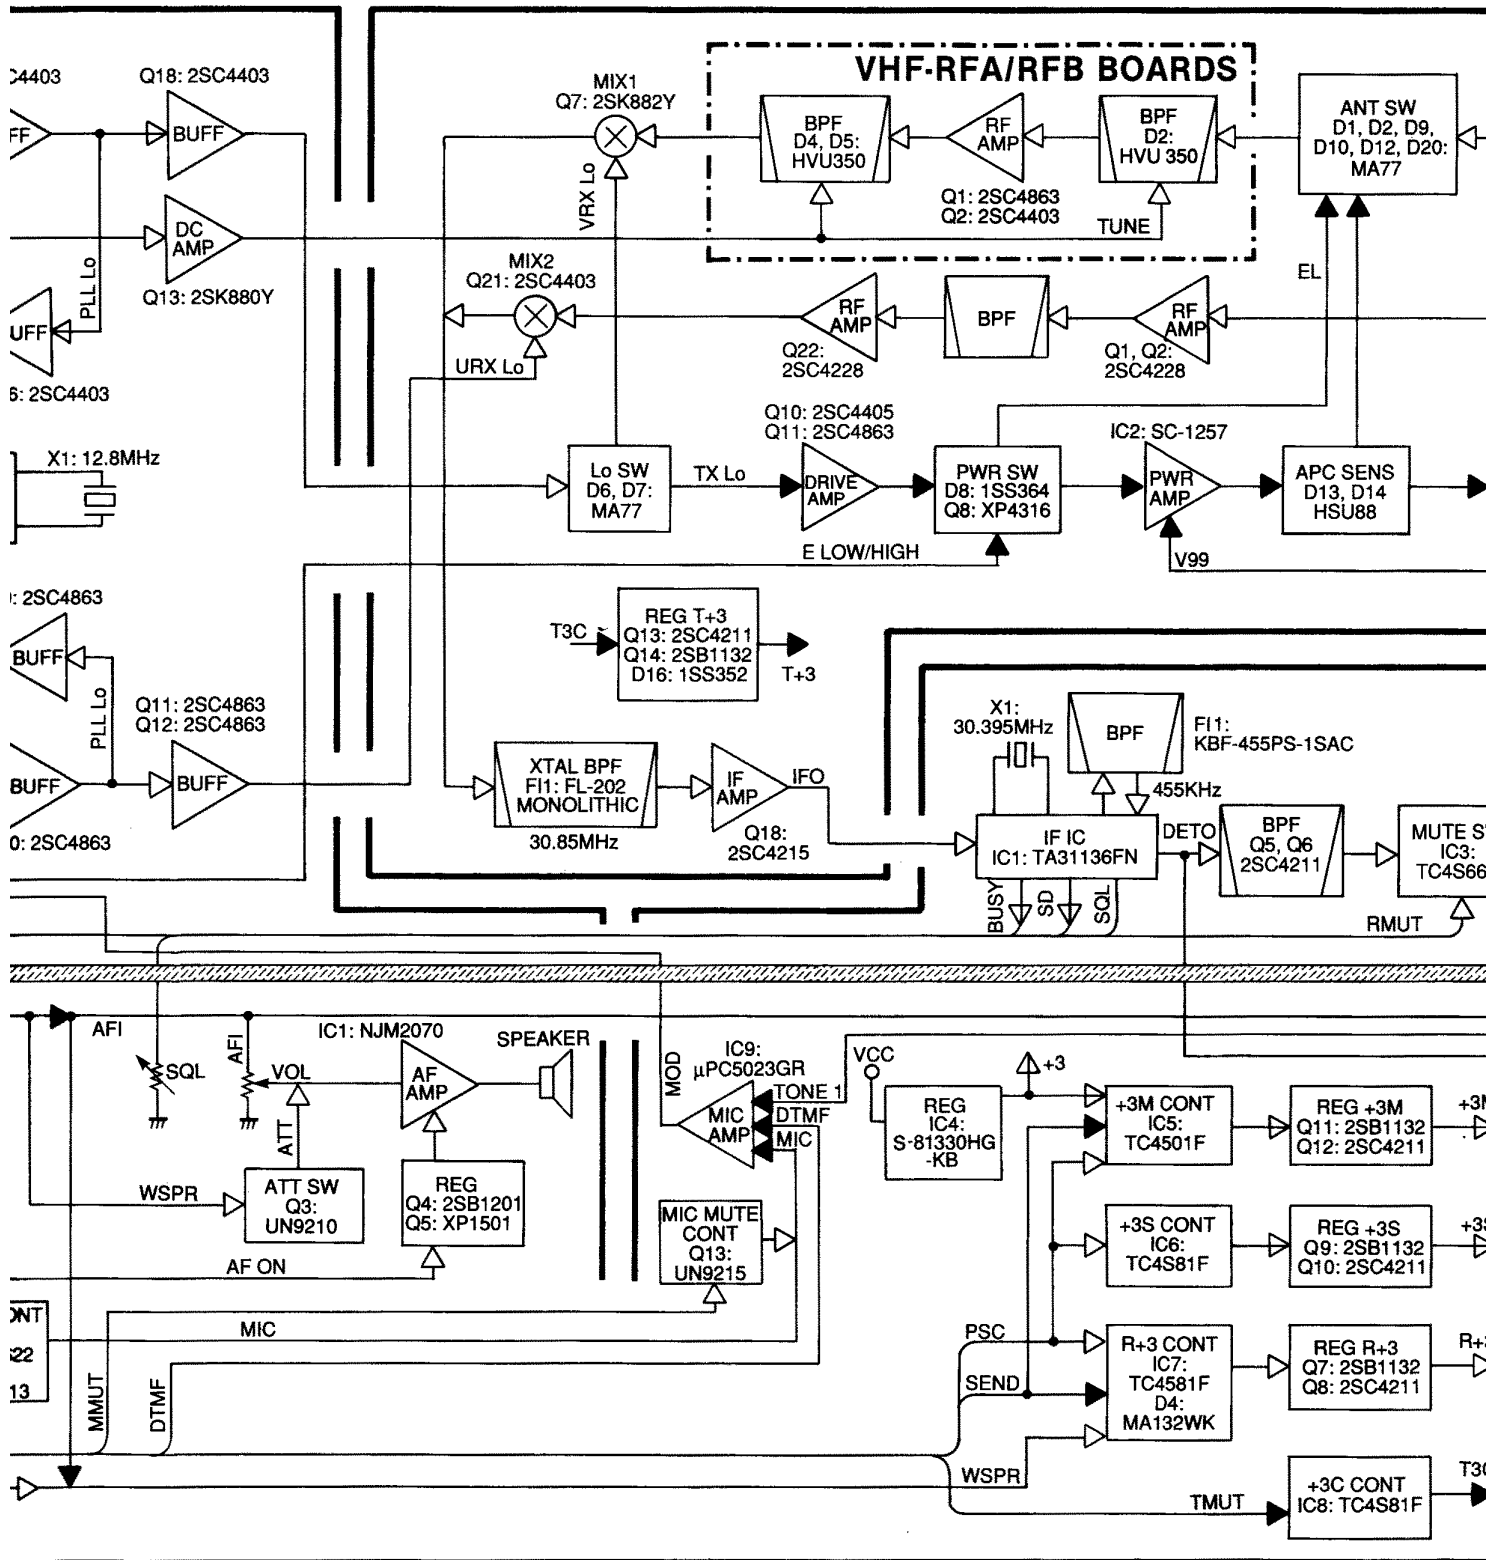 C4403
Q18: 2SC4403
FF
BUFF
DC
AMP
Q13: 2SK880Y
PLL Lo
UFF
6: 2SC4403
X1: 12.8MHz
MIX1
Q7: 2SK882Y
VRX Lo
VHF-RFA/RFB BOARDS
BPF
D4, D5:
HVU350
RF
AMP
Q1: 2SC4863
Q2: 2SC4403
BPF
D2:
HVU 350
TUNE
ANT SW
D1, D2, D9,
D10, D12, D20:
MA77
EL
MIX2
Q21: 2SC4403
URX Lo
RF
AMP
Q22:
2SC4228
BPF
RF
AMP
Q1, Q2:
2SC4228
Lo SW
D6, D7:
MA77
TX Lo
Q10: 2SC4405
Q11: 2SC4863
DRIVE
AMP
PWR SW
D8: 1SS364
Q8: XP4316
IC2: SC-1257
PWR
AMP
APC SENS
D13, D14
HSU88
E LOW/HIGH
V99
: 2SC4863
BUFF
PLL Lo
BUFF
0: 2SC4863
Q11: 2SC4863
Q12: 2SC4863
BUFF
T3C
REG T+3
Q13: 2SC4211
Q14: 2SB1132
D16: 1SS352
T+3
XTAL BPF
FI1: FL-202
MONOLITHIC
30.85MHz
IF
AMP
IFO
Q18:
2SC4215
X1:
30.395MHz
BPF
FI1:
KBF-455PS-1SAC
455KHz
IF IC
IC1: TA31136FN
DETO
BPF
Q5, Q6
2SC4211
MUTE S
IC3:
TC4S66
BUSY
SD
SQL
RMUT
AFI
SQL
AFI
VOL
IC1: NJM2070
AF
AMP
SPEAKER
ATT
WSPR
ATT SW
Q3:
UN9210
REG
Q4: 2SB1201
Q5: XP1501
AF ON
MOD
IC9:
μPC5023GR
MIC
AMP
TONE 1
DTMF
MIC
MIC MUTE
CONT
Q13:
UN9215
VCC
REG
IC4:
S-81330HG
-KB
+3
+3M CONT
IC5:
TC4501F
REG +3M
Q11: 2SB1132
Q12: 2SC4211
+3M
+3S CONT
IC6:
TC4S81F
REG +3S
Q9: 2SB1132
Q10: 2SC4211
+3S
ONT
22
13
MIC
MMUT
DTMF
PSC
SEND
R+3 CONT
IC7:
TC4581F
D4:
MA132WK
REG R+3
Q7: 2SB1132
Q8: 2SC4211
R+3
WSPR
TMUT
+3C CONT
IC8: TC4S81F
T3C